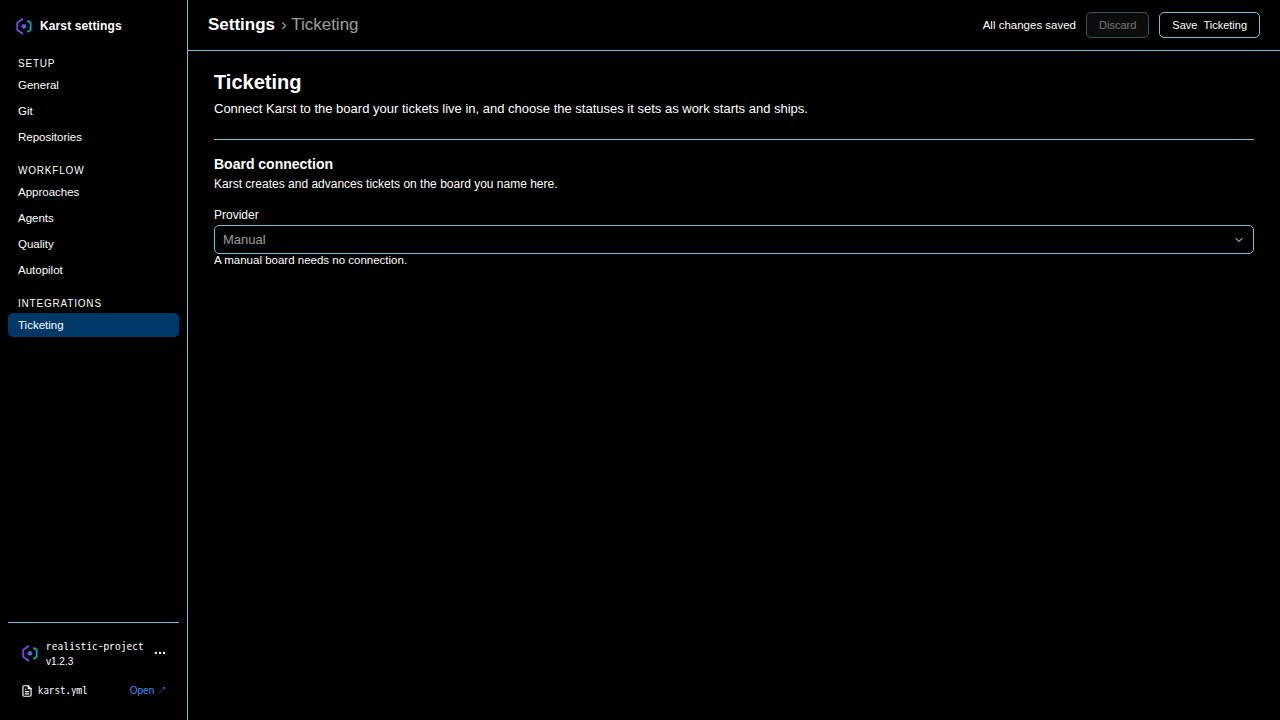 Karst settings
SETUP
General
Git
Repositories
WORKFLOW
Approaches
Agents
Quality
Autopilot
INTEGRATIONS
Ticketing
realistic-project
v1.2.3
karst.yml
Open ↗
Settings › Ticketing
All changes saved
Discard
Save Ticketing
Ticketing
Connect Karst to the board your tickets live in, and choose the statuses it sets as work starts and ships.
Board connection
Karst creates and advances tickets on the board you name here.
Provider
Manual
A manual board needs no connection.